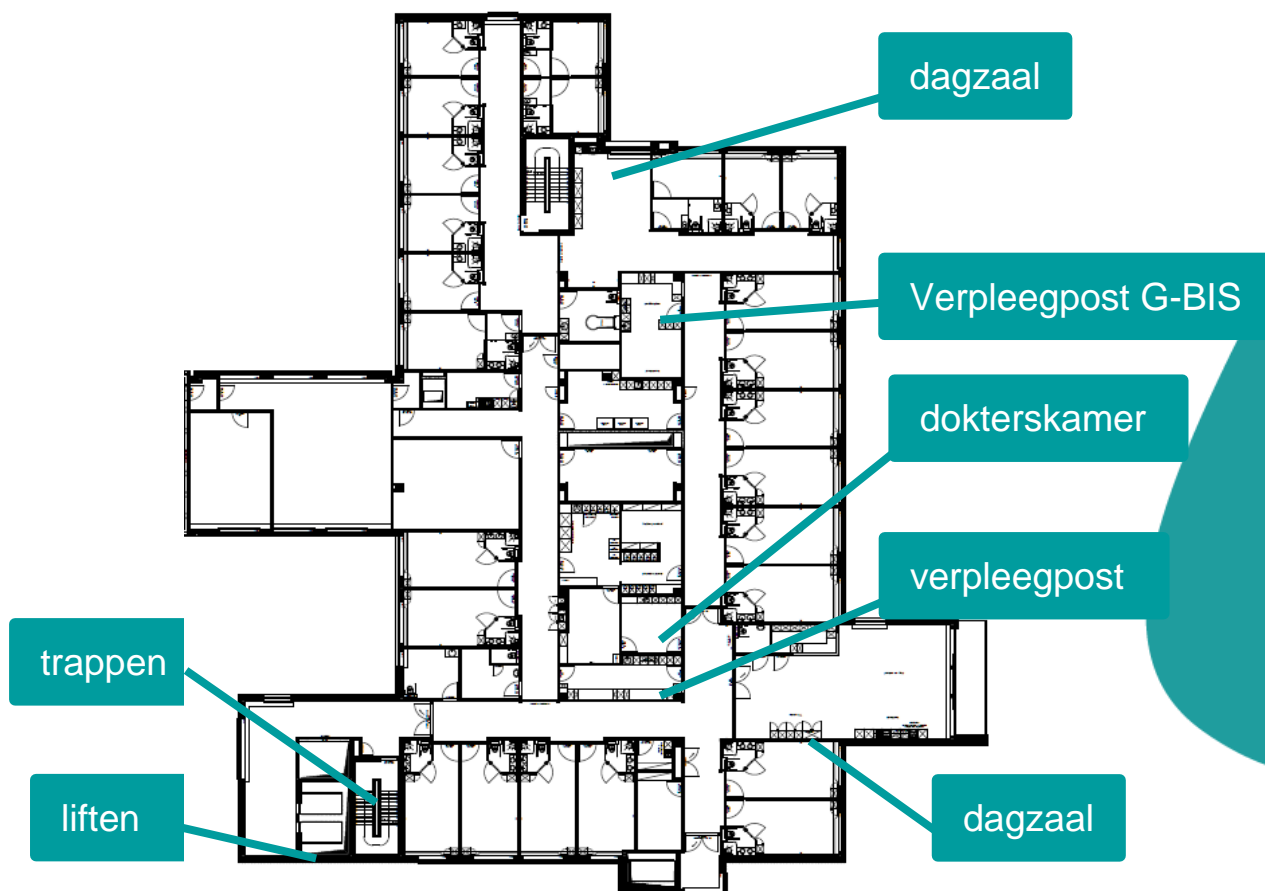 dagzaal
Verpleegpost G-BIS
dokterskamer
verpleegpost
trappen
liften
dagzaal